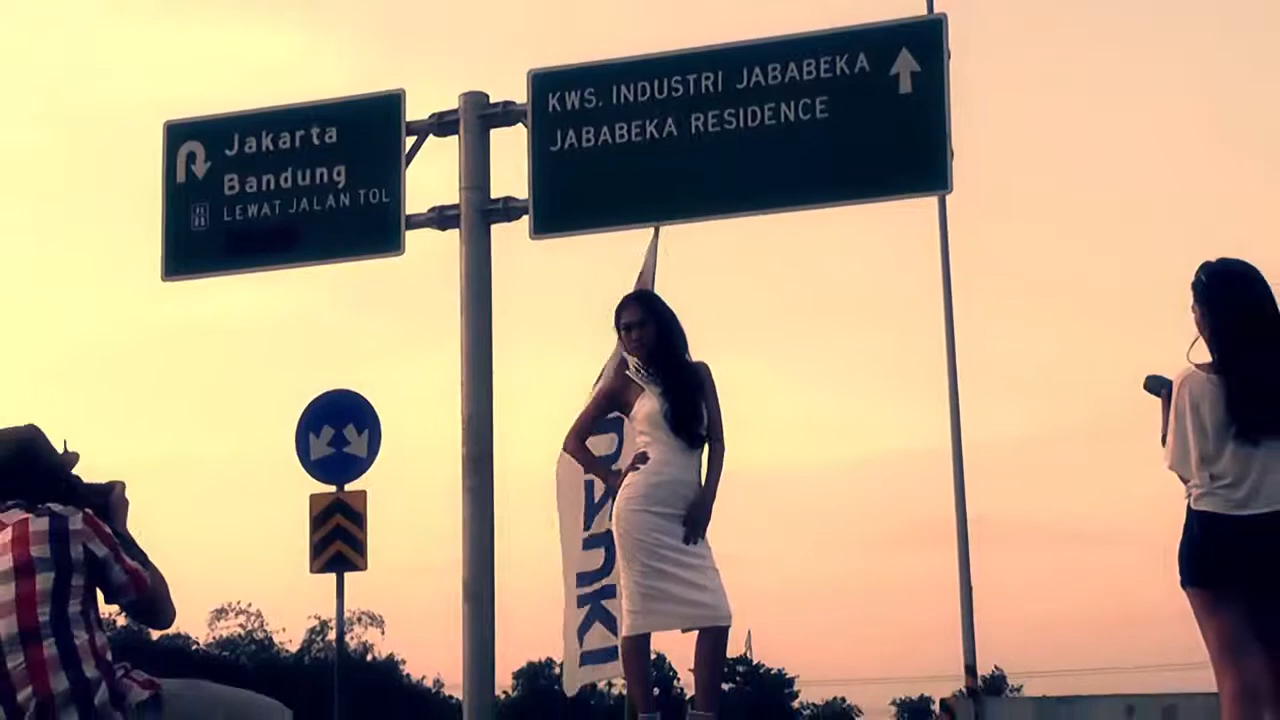 Jakarta
Bandung
LEWAT JALAN TOL
KWS. INDUSTRI JABABEKA
JABABEKA RESIDENCE